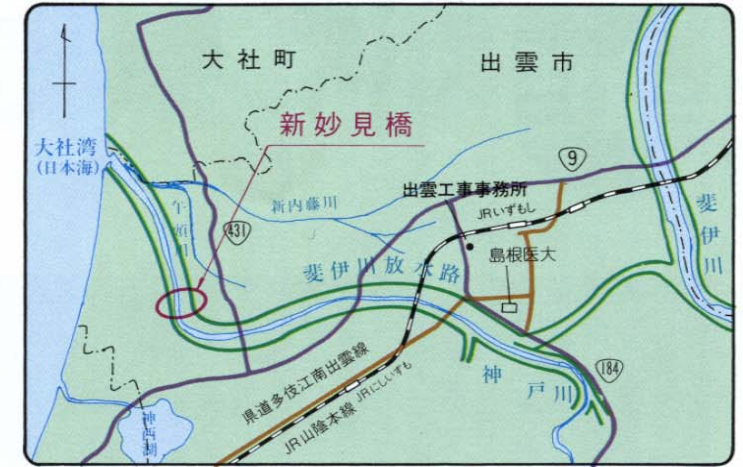 大社町
出雲市
新妙見橋
大社湾
(日本海)
9
出雲工事事務所
新内藤川
JRいずもし
午頭川
431
島根医大
斐伊川
斐伊川放水路
184
神戸川
県道多伎江南出雲線
JRにしいずも
JR山陰本線
神西湖